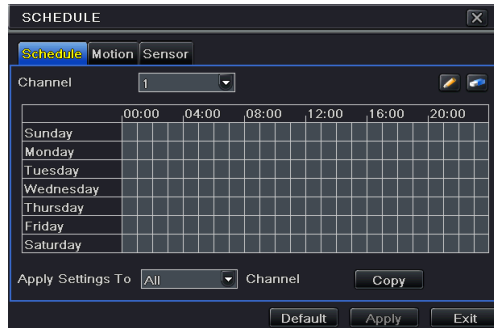 SCHEDULE
Schedule Motion Sensor
Channel 1
00:00 04:00 08:00 12:00 16:00 20:00
Sunday
Monday
Tuesday
Wednesday
Thursday
Friday
Saturday
Apply Settings To All Channel Copy
Default Apply Exit